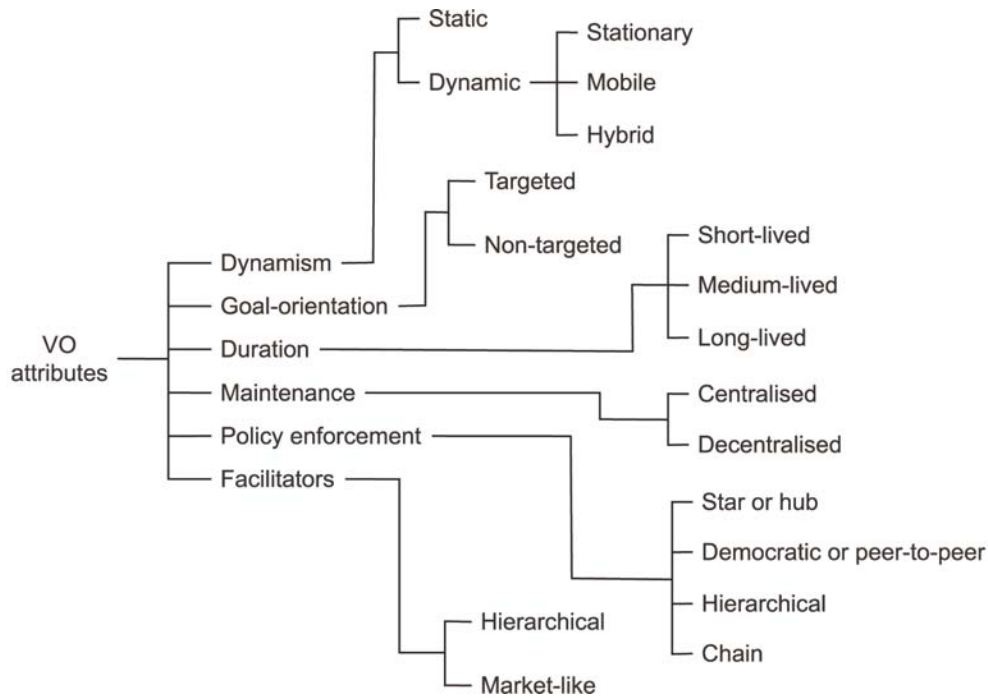 Static
Stationary
Dynamic
Mobile
Hybrid
Targeted
Non-targeted
Short-lived
Dynamism
Medium-lived
Goal-orientation
Long-lived
VO
attributes
Duration
Maintenance
Centralised
Policy enforcement
Decentralised
Facilitators
Star or hub
Democratic or peer-to-peer
Hierarchical
Hierarchical
Chain
Market-like